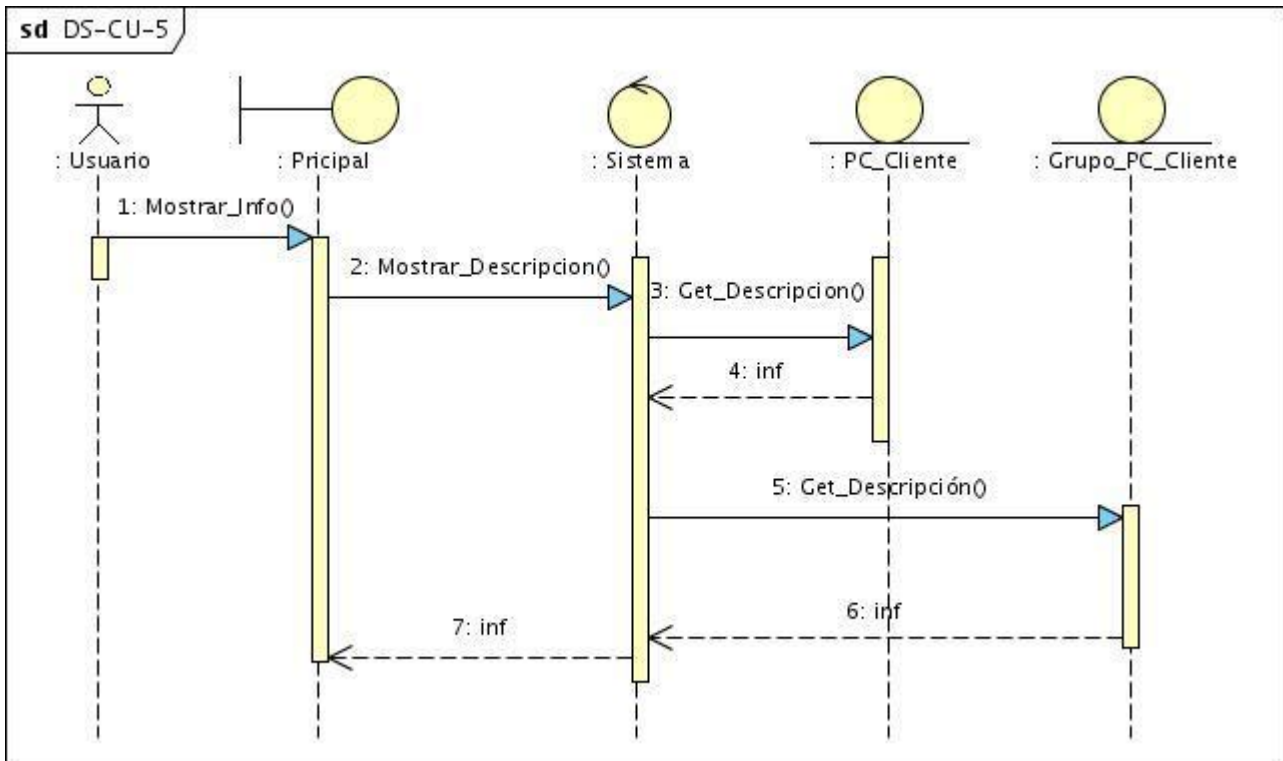 sd DS-CU-5
: Usuario
: Pricipal
: Sistema
: PC_Cliente
: Grupo_PC_Cliente
1: Mostrar_Info()
2: Mostrar_Descripcion()
3: Get_Descripcion()
4: inf
5: Get_Descripción()
6: inf
7: inf